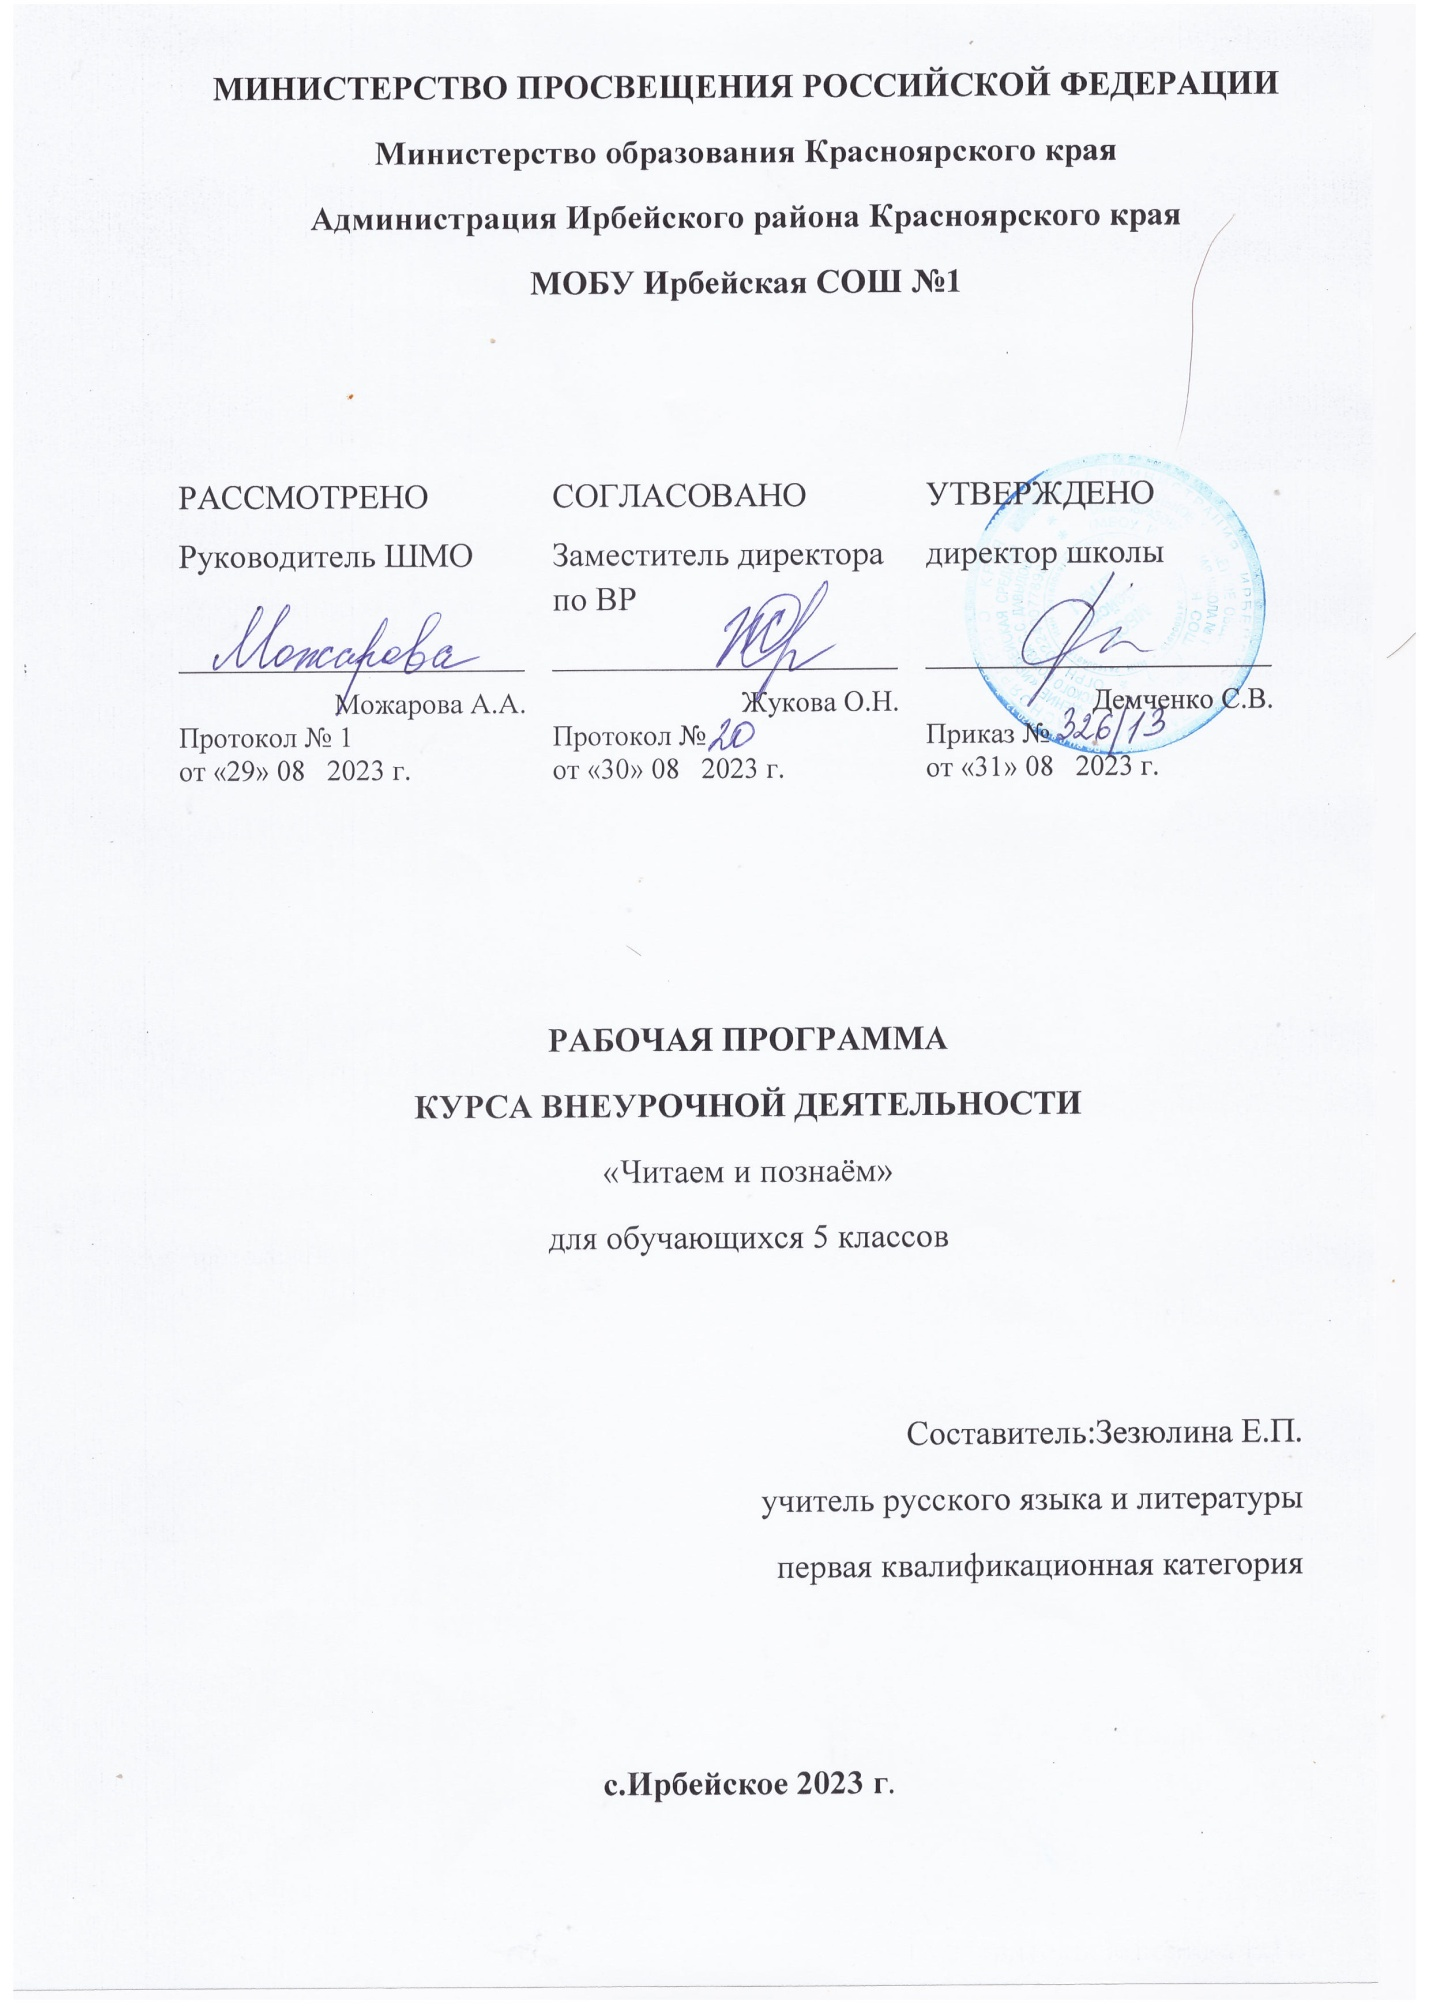 МИНИСТЕРСТВО ПРОСВЕЩЕНИЯ РОССИЙСКОЙ ФЕДЕРАЦИИ
Министерство образования Красноярского края
Администрация Ирбейского района Красноярского края
МОБУ Ирбейская СОШ №1
РАССМОТРЕНО
Руководитель ШМО
Можарова
Можарова А.А.
Протокол № 1
от «29» 08 2023 г.
СОГЛАСОВАНО
Заместитель директора
по ВР
Жукова О.Н.
Протокол № 20
от «30» 08 2023 г.
УТВЕРЖДЕНО
директор школы
Демченко С.В.
Приказ № 326/13
от «31» 08 2023 г.
РАБОЧАЯ ПРОГРАММА
КУРСА ВНЕУРОЧНОЙ ДЕЯТЕЛЬНОСТИ
«Читаем и познаём»
для обучающихся 5 классов
Составитель:Зезюлина Е.П.
учитель русского языка и литературы
первая квалификационная категория
с.Ирбейское 2023 г.